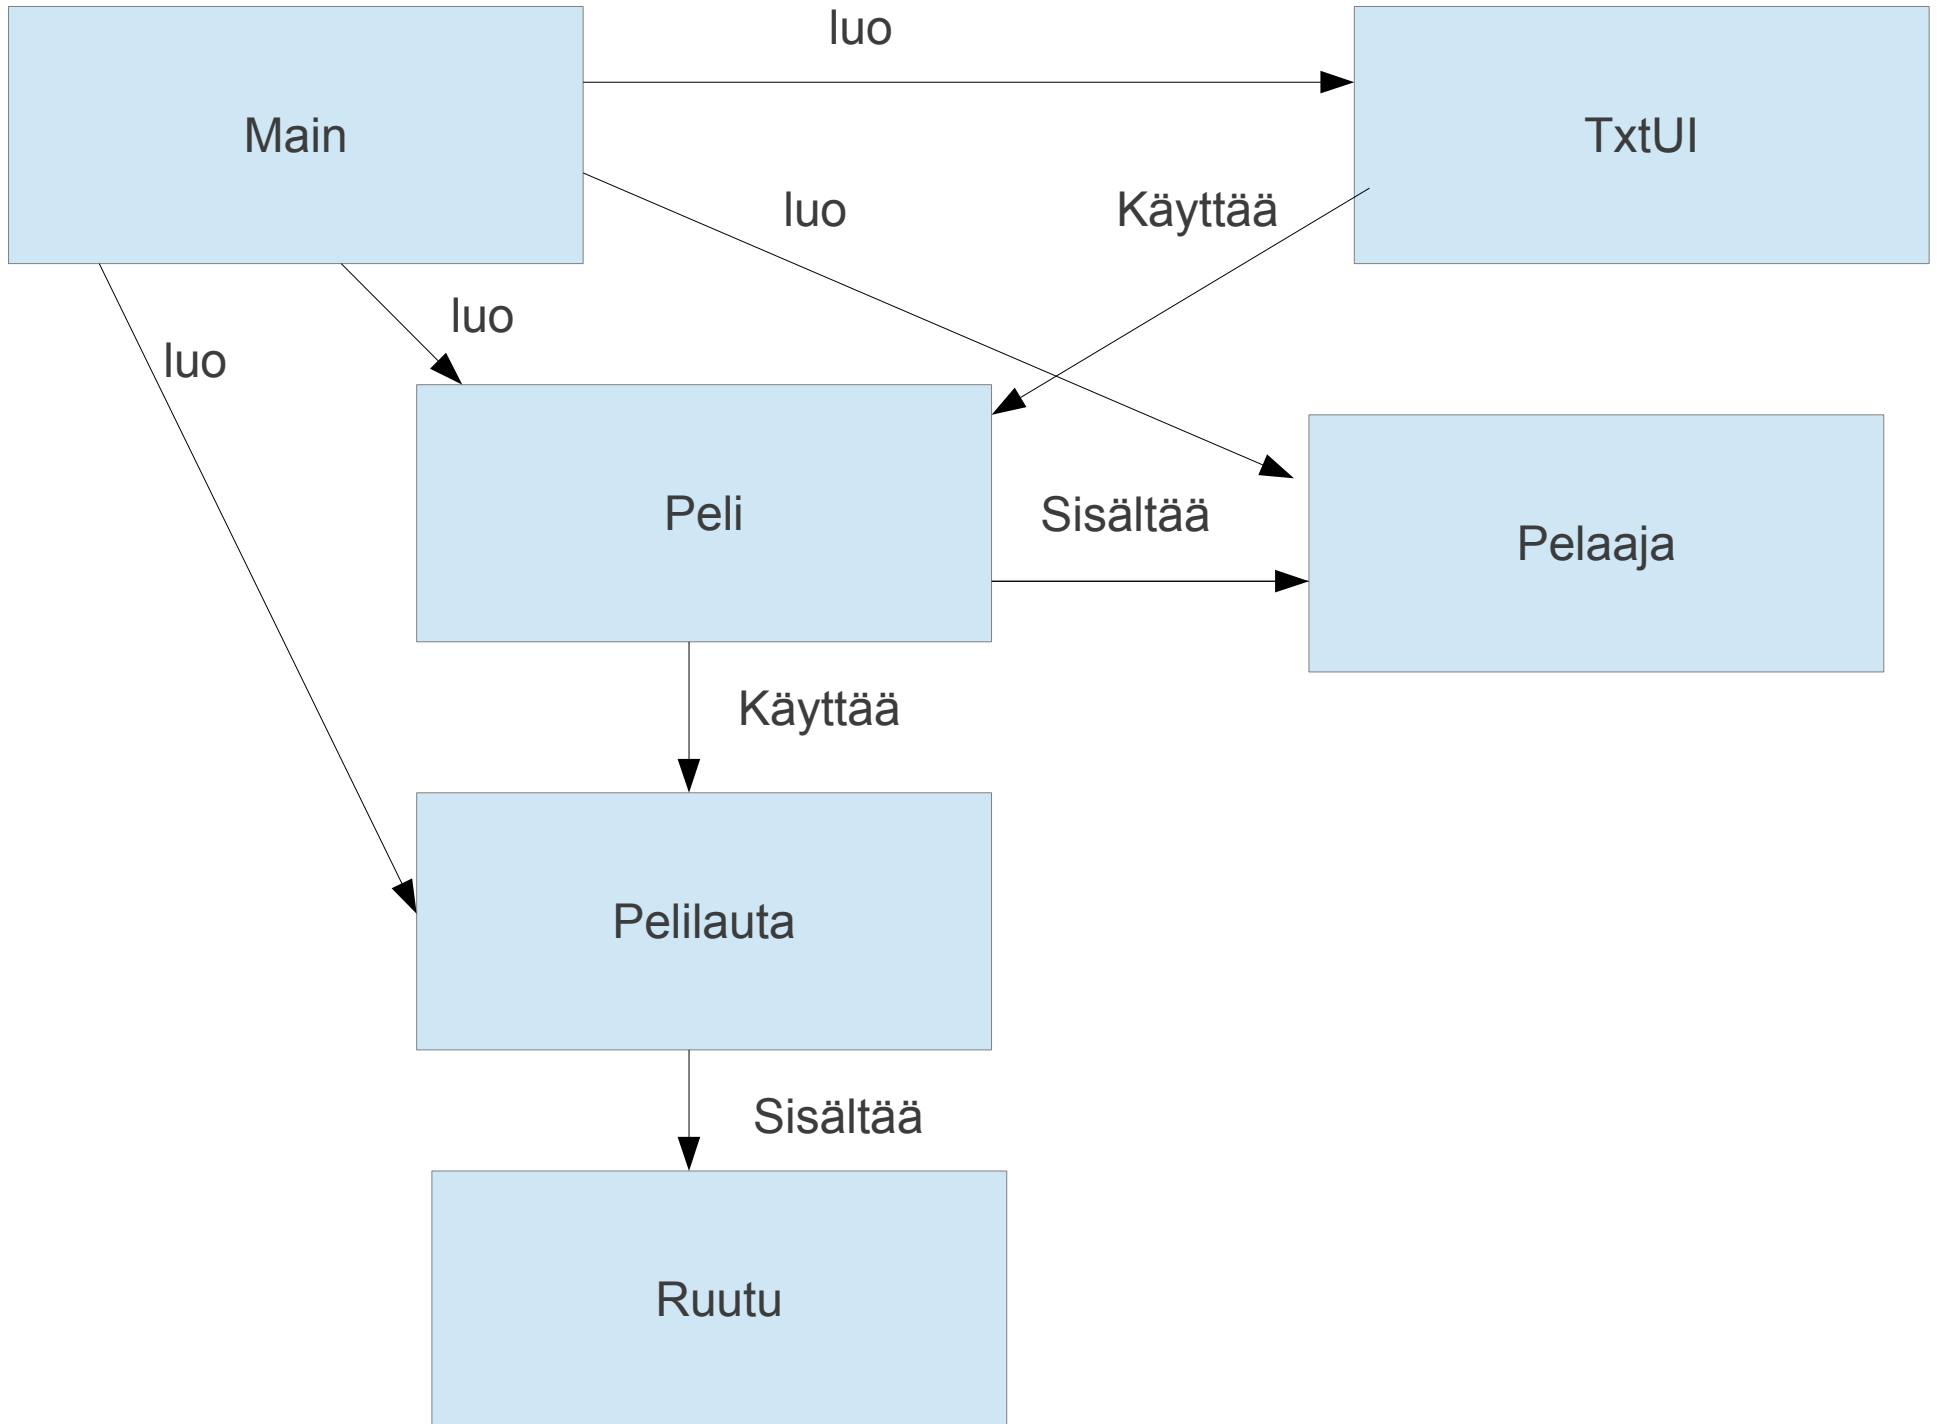 luo
Main
TxtUI
luo
Käyttää
luo
luo
Peli
Sisältää
Pelaaja
Käyttää
Pelilauta
Sisältää
Ruutu